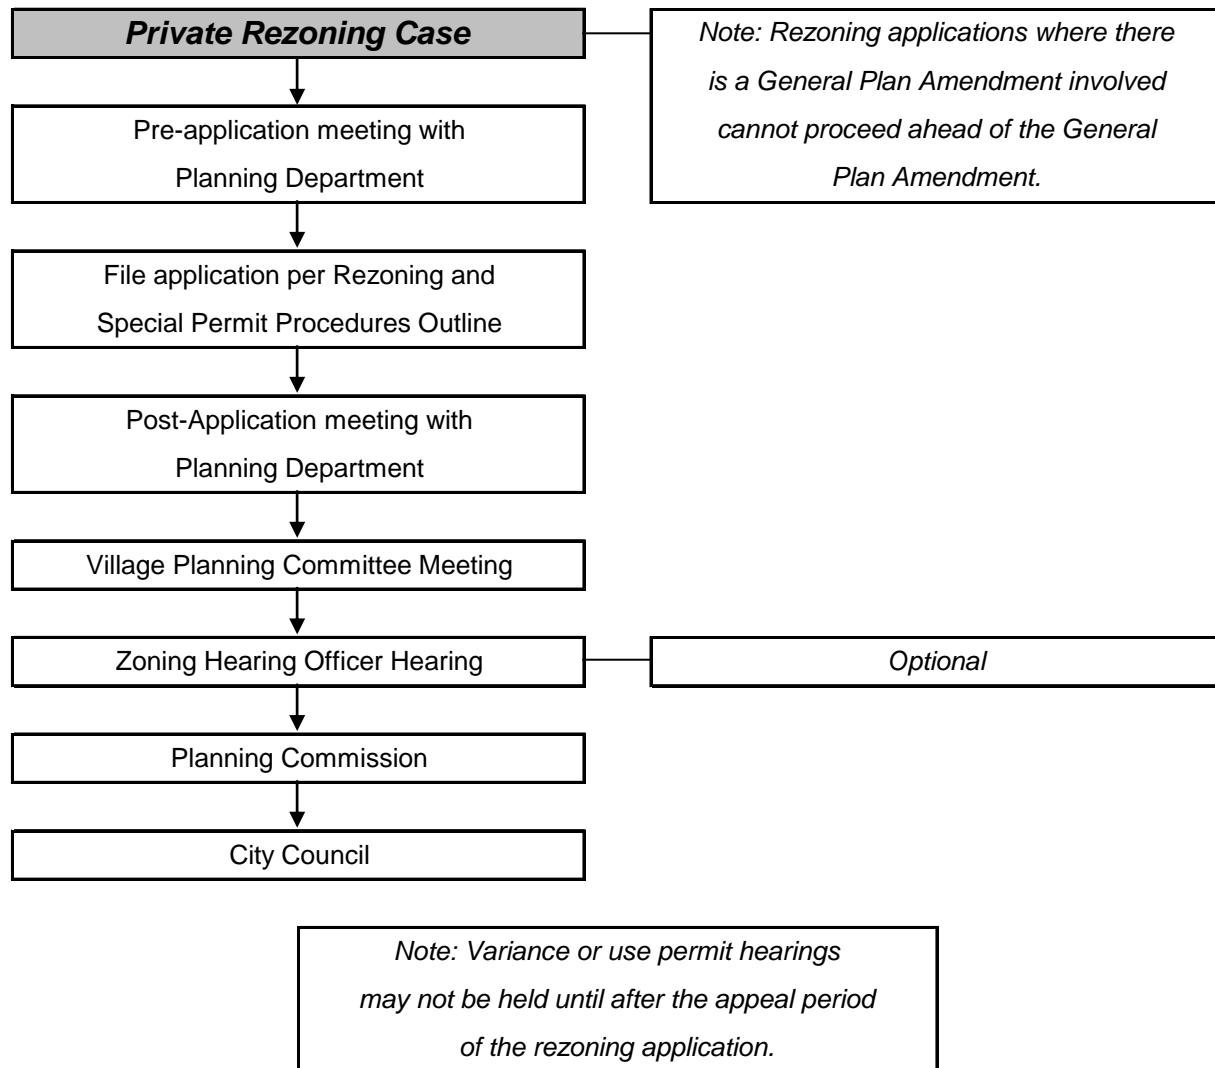 Private Rezoning Case
Note: Rezoning applications where there
is a General Plan Amendment involved
cannot proceed ahead of the General
Plan Amendment.
Pre-application meeting with
Planning Department
File application per Rezoning and
Special Permit Procedures Outline
Post-Application meeting with
Planning Department
Village Planning Committee Meeting
Zoning Hearing Officer Hearing
Optional
Planning Commission
City Council
Note: Variance or use permit hearings
may not be held until after the appeal period
of the rezoning application.